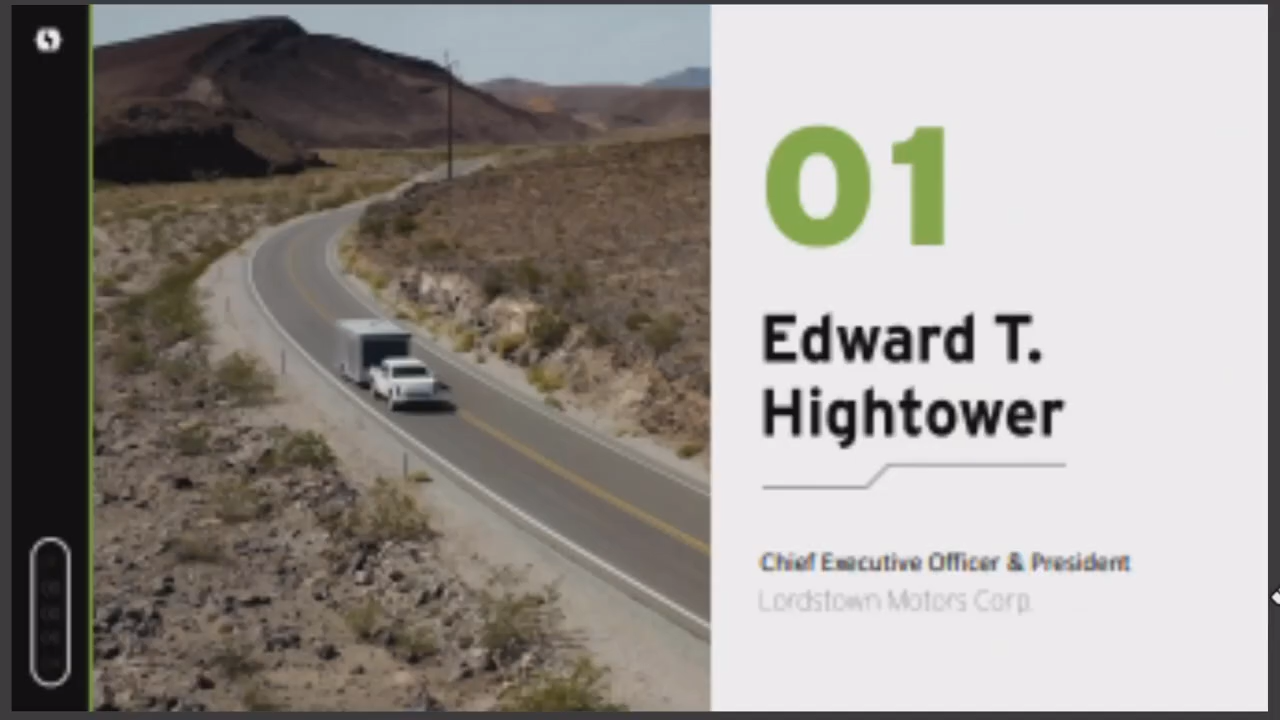 01
Edward T.
Hightower
Chief Executive Officer & President
Lordstown Motors Corp.